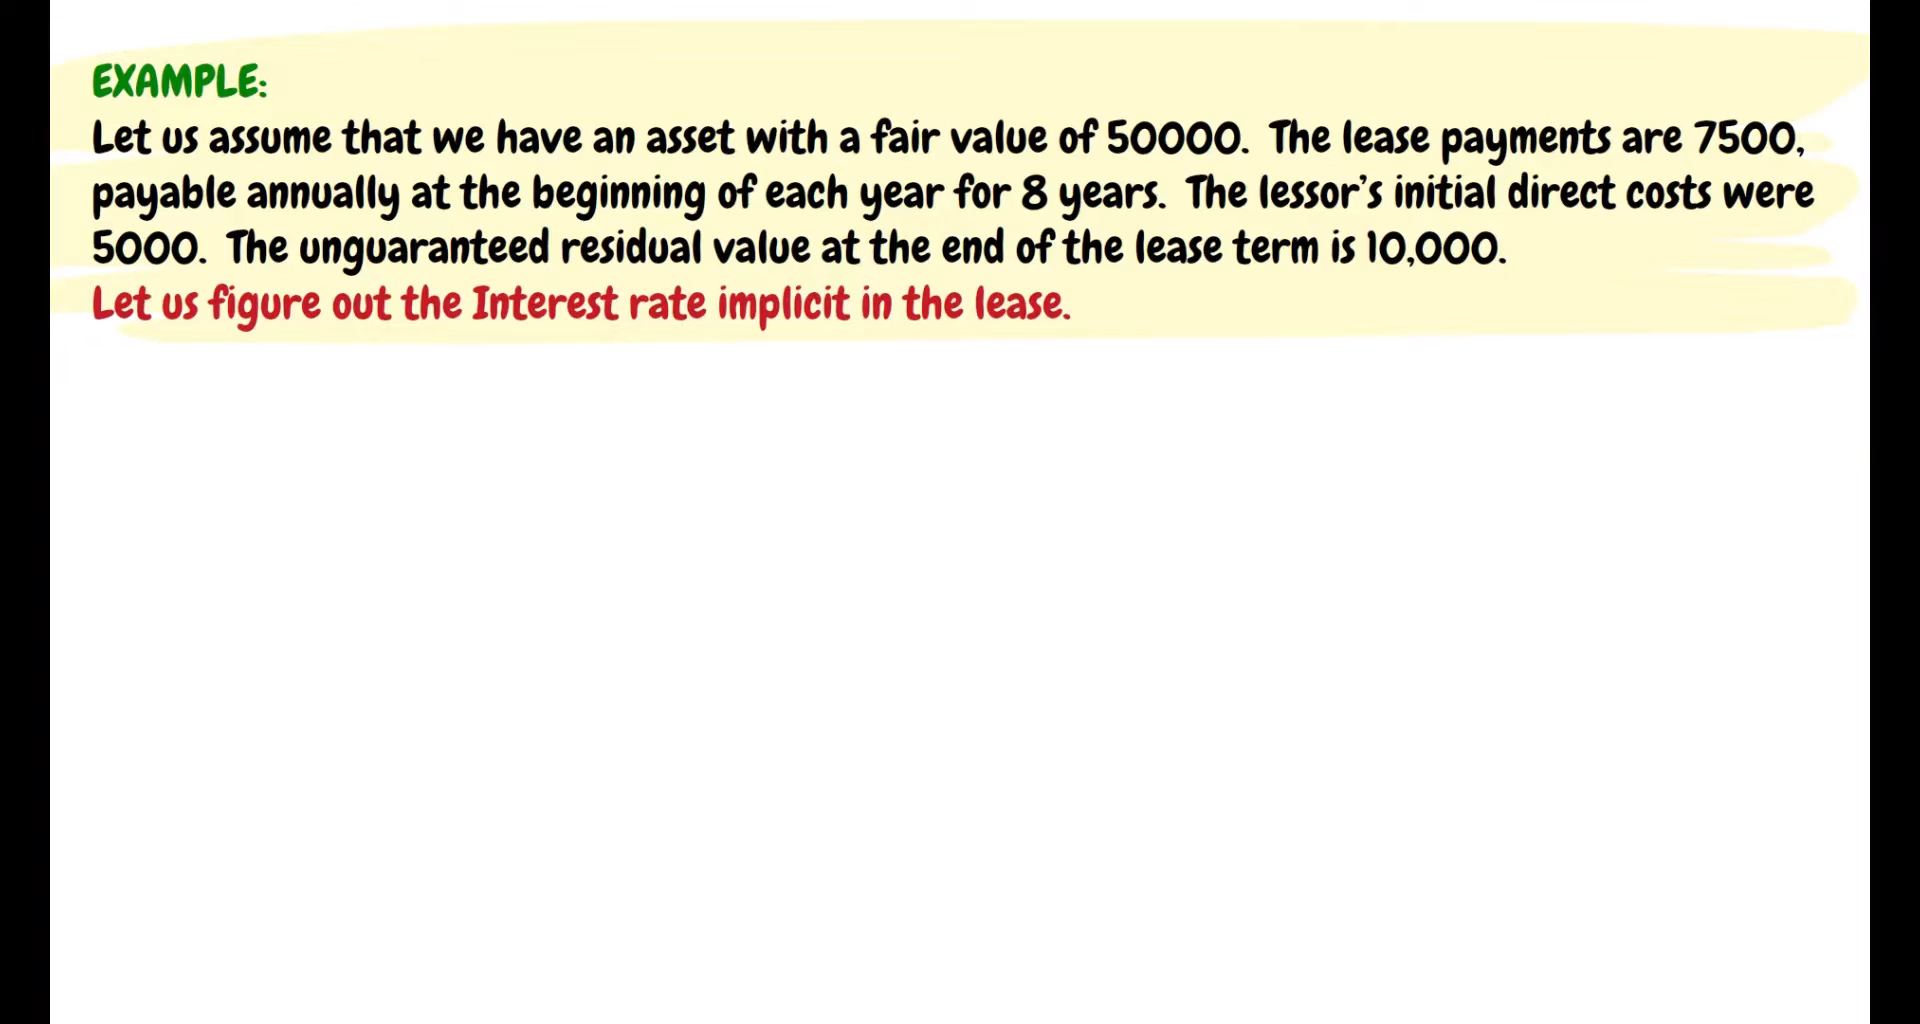 EXAMPLE:
Let us assume that we have an asset with a fair value of 50000. The lease payments are 7500,
payable annually at the beginning of each year for 8 years. The lessor's initial direct costs were
5000. The unguaranteed residual value at the end of the lease term is 10,000.
Let us figure out the Interest rate implicit in the lease.